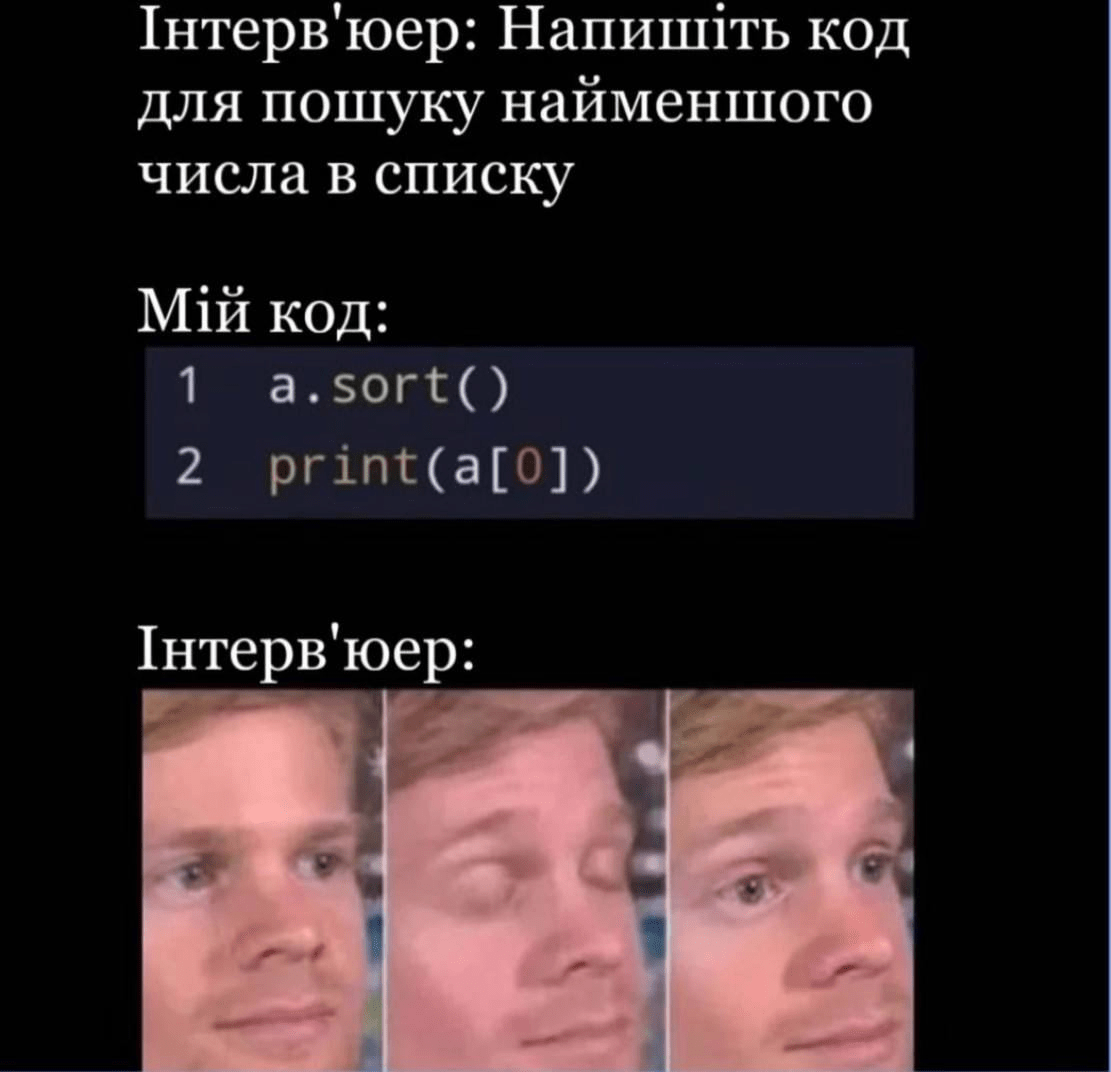 Інтерв'юер: Напишіть код
для пошуку найменшого
числа в списку
Мій код:
1 a.sort()
2 print(a[0])
Інтерв'юер: